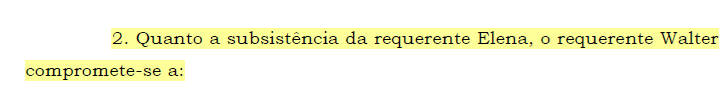 2. Quanto a subsistência da requerente Elena, o requerente Walter
compromete-se a: